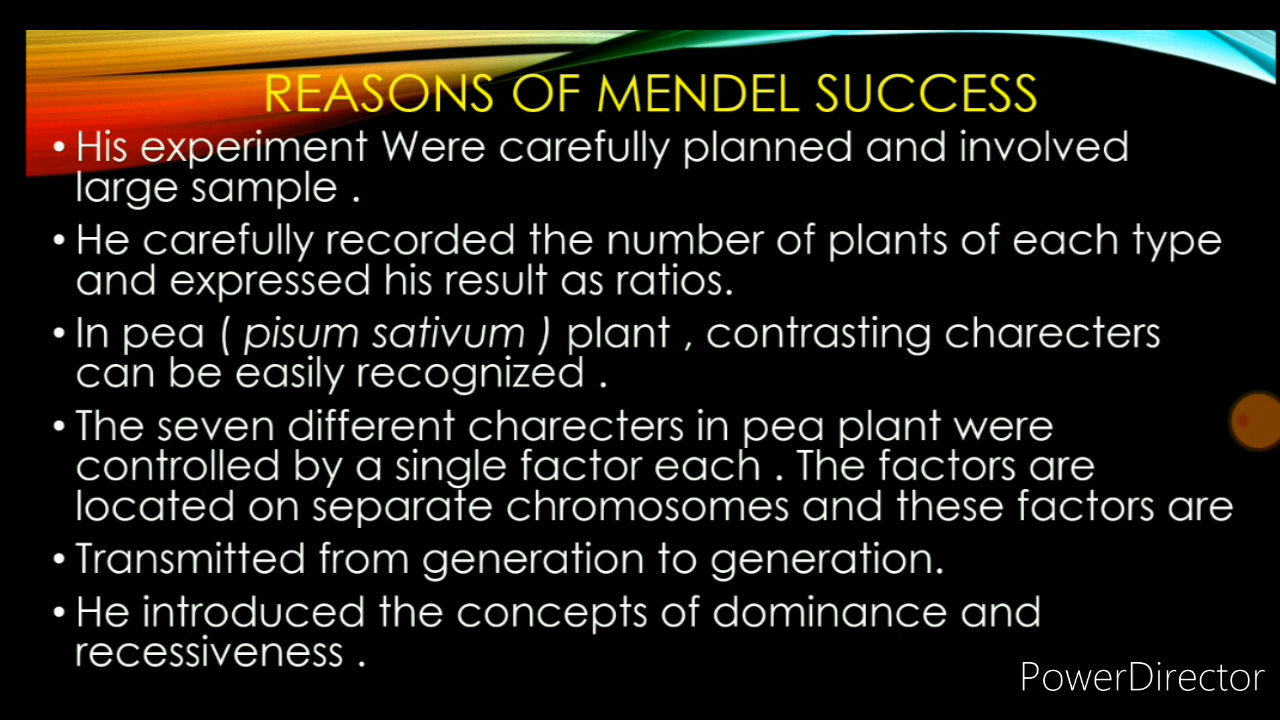 REASONS OF MENDEL SUCCESS
• His experiment Were carefully planned and involved
large sample .
• He carefully recorded the number of plants of each type
and expressed his result as ratios.
• In pea ( pisum sativum ) plant , contrasting charecters
can be easily recognized .
• The seven different charecters in pea plant were
controlled by a single factor each . The factors are
located on separate chromosomes and these factors are
• Transmitted from generation to generation.
• He introduced the concepts of dominance and
recessiveness .
PowerDirector